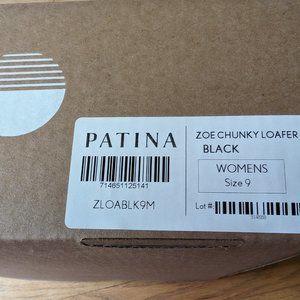 PATINA
714651125141
ZLOABLK9M
ZOE CHUNKY LOAFER
BLACK
WOMENS
Size 9
Lot #: